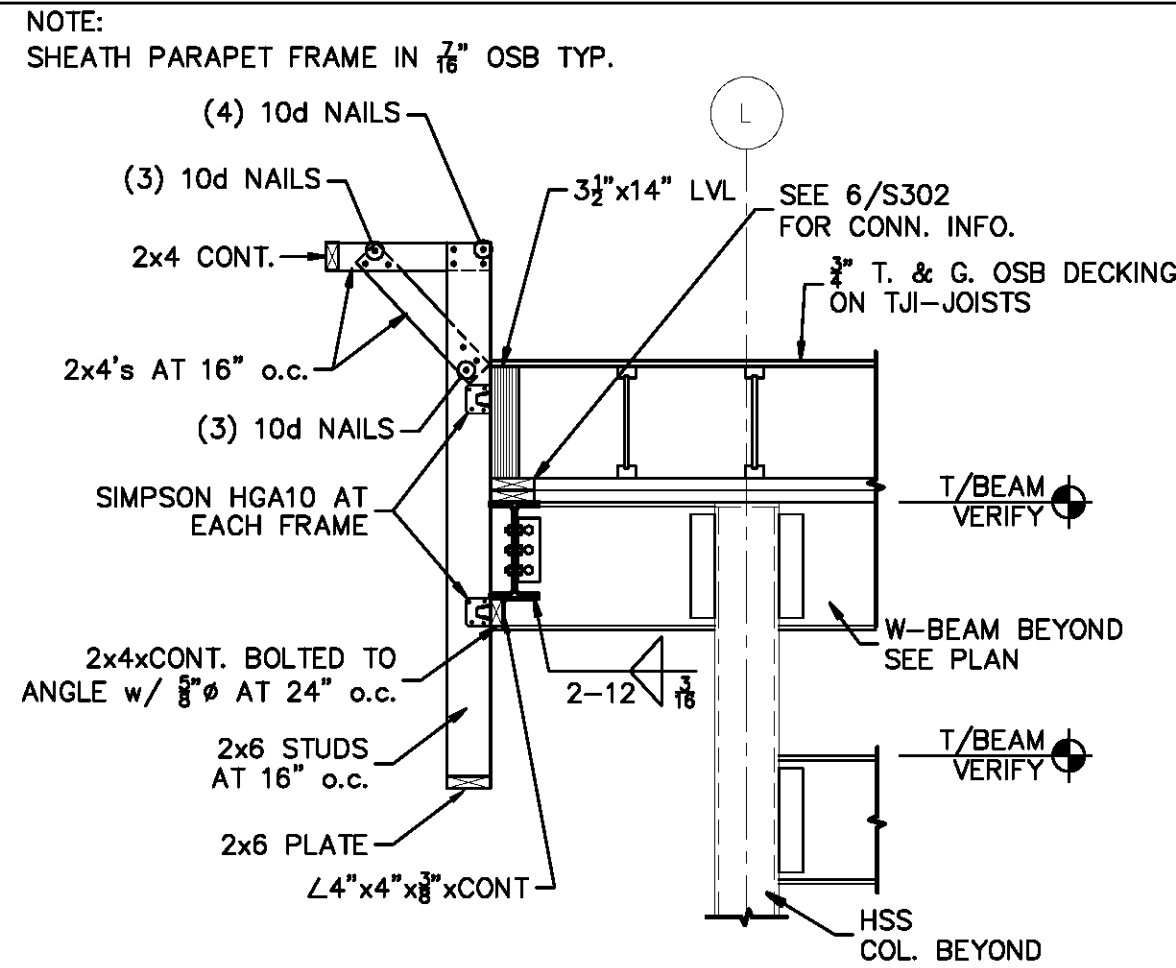 NOTE:
SHEATH PARAPET FRAME IN 7/16" OSB TYP.
(4) 10d NAILS
(3) 10d NAILS
2x4 CONT.
2x4's AT 16" o.c.
(3) 10d NAILS
SIMPSON HGA10 AT
EACH FRAME
2x4xCONT. BOLTED TO
ANGLE w/ 5/8"ø AT 24" o.c.
2x6 STUDS
AT 16" o.c.
2x6 PLATE
∠4"x4"x3/8"xCONT
L
3 1/2"x14" LVL
SEE 6/S302
FOR CONN. INFO.
3/4" T. & G. OSB DECKING
ON TJI-JOISTS
T/BEAM
VERIFY
W-BEAM BEYOND
SEE PLAN
2-12
3/16
T/BEAM
VERIFY
HSS
COL. BEYOND